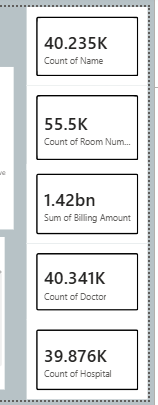 40.235K
Count of Name
55.5K
Count of Room Num...
1.42bn
Sum of Billing Amount
40.341K
Count of Doctor
39.876K
Count of Hospital